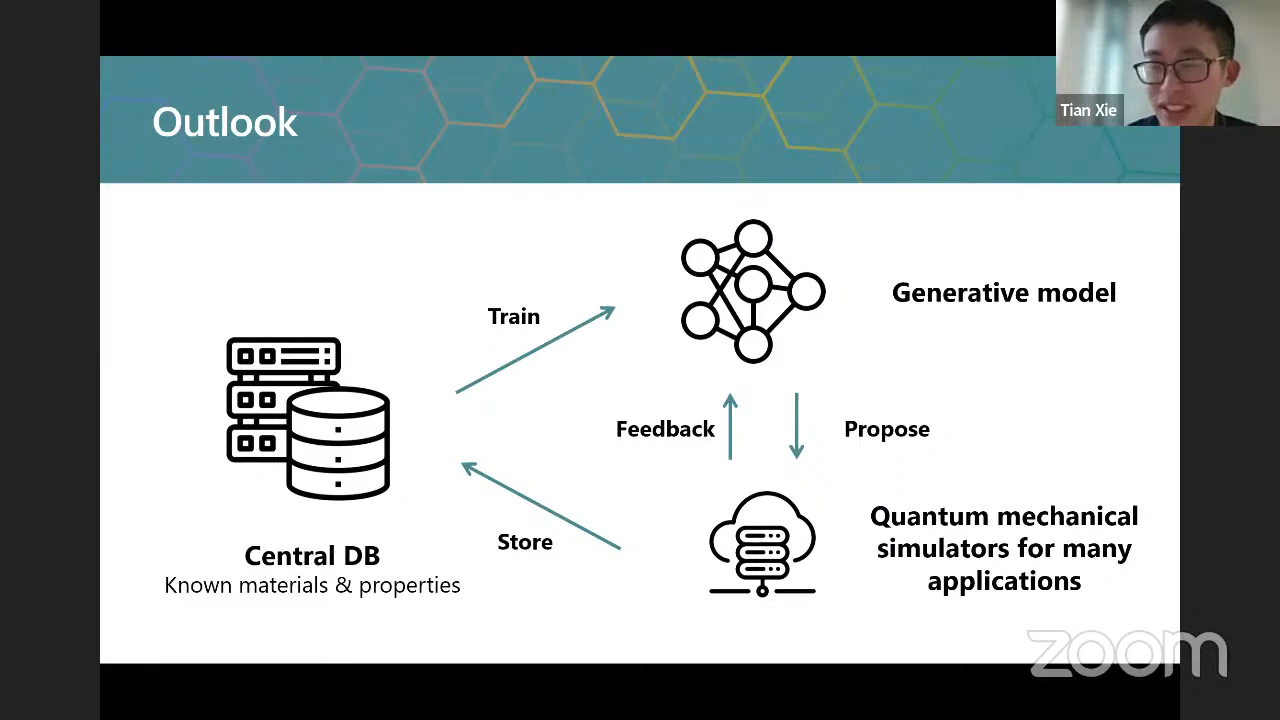 Outlook
Tian Xie
Train
Generative model
Feedback
Propose
Store
Central DB
Known materials & properties
Quantum mechanical
simulators for many
applications
zoom